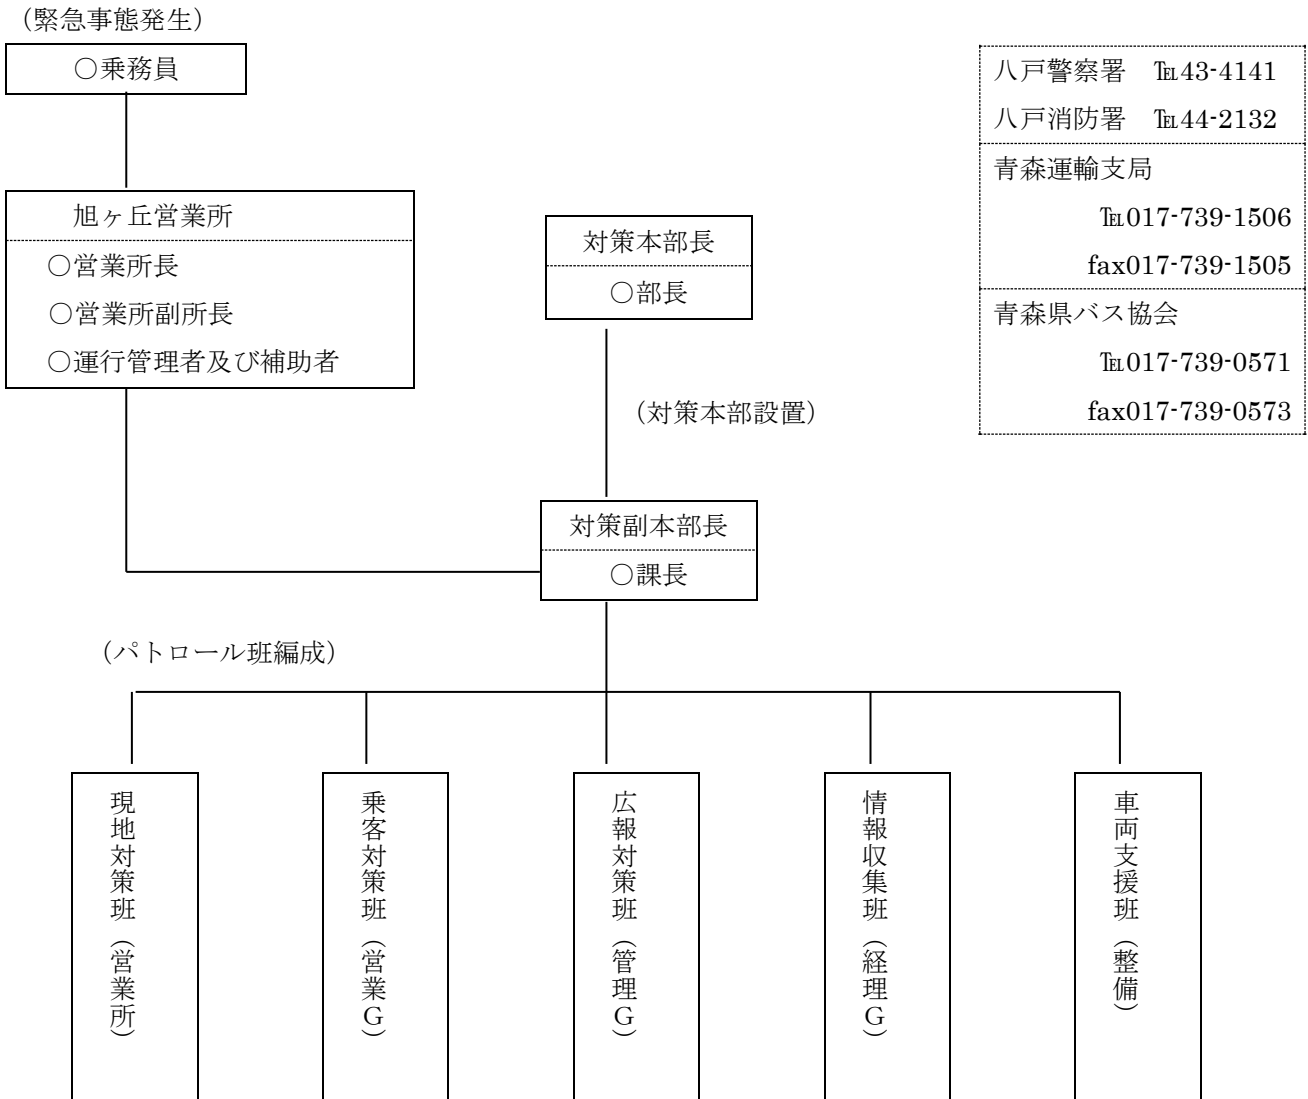 （緊急事態発生）
○乗務員
旭ヶ丘営業所
○営業所長
○営業所副所長
○運行管理者及び補助者
対策本部長
○部長
（対策本部設置）
対策副本部長
○課長
八戸警察署　℡43-4141
八戸消防署　℡44-2132
青森運輸支局
℡017-739-1506
fax017-739-1505
青森県バス協会
℡017-739-0571
fax017-739-0573
（パトロール班編成）
現地対策班（営業所）
乗客対策班（営業G）
広報対策班（管理G）
情報収集班（経理G）
車両支援班（整備）